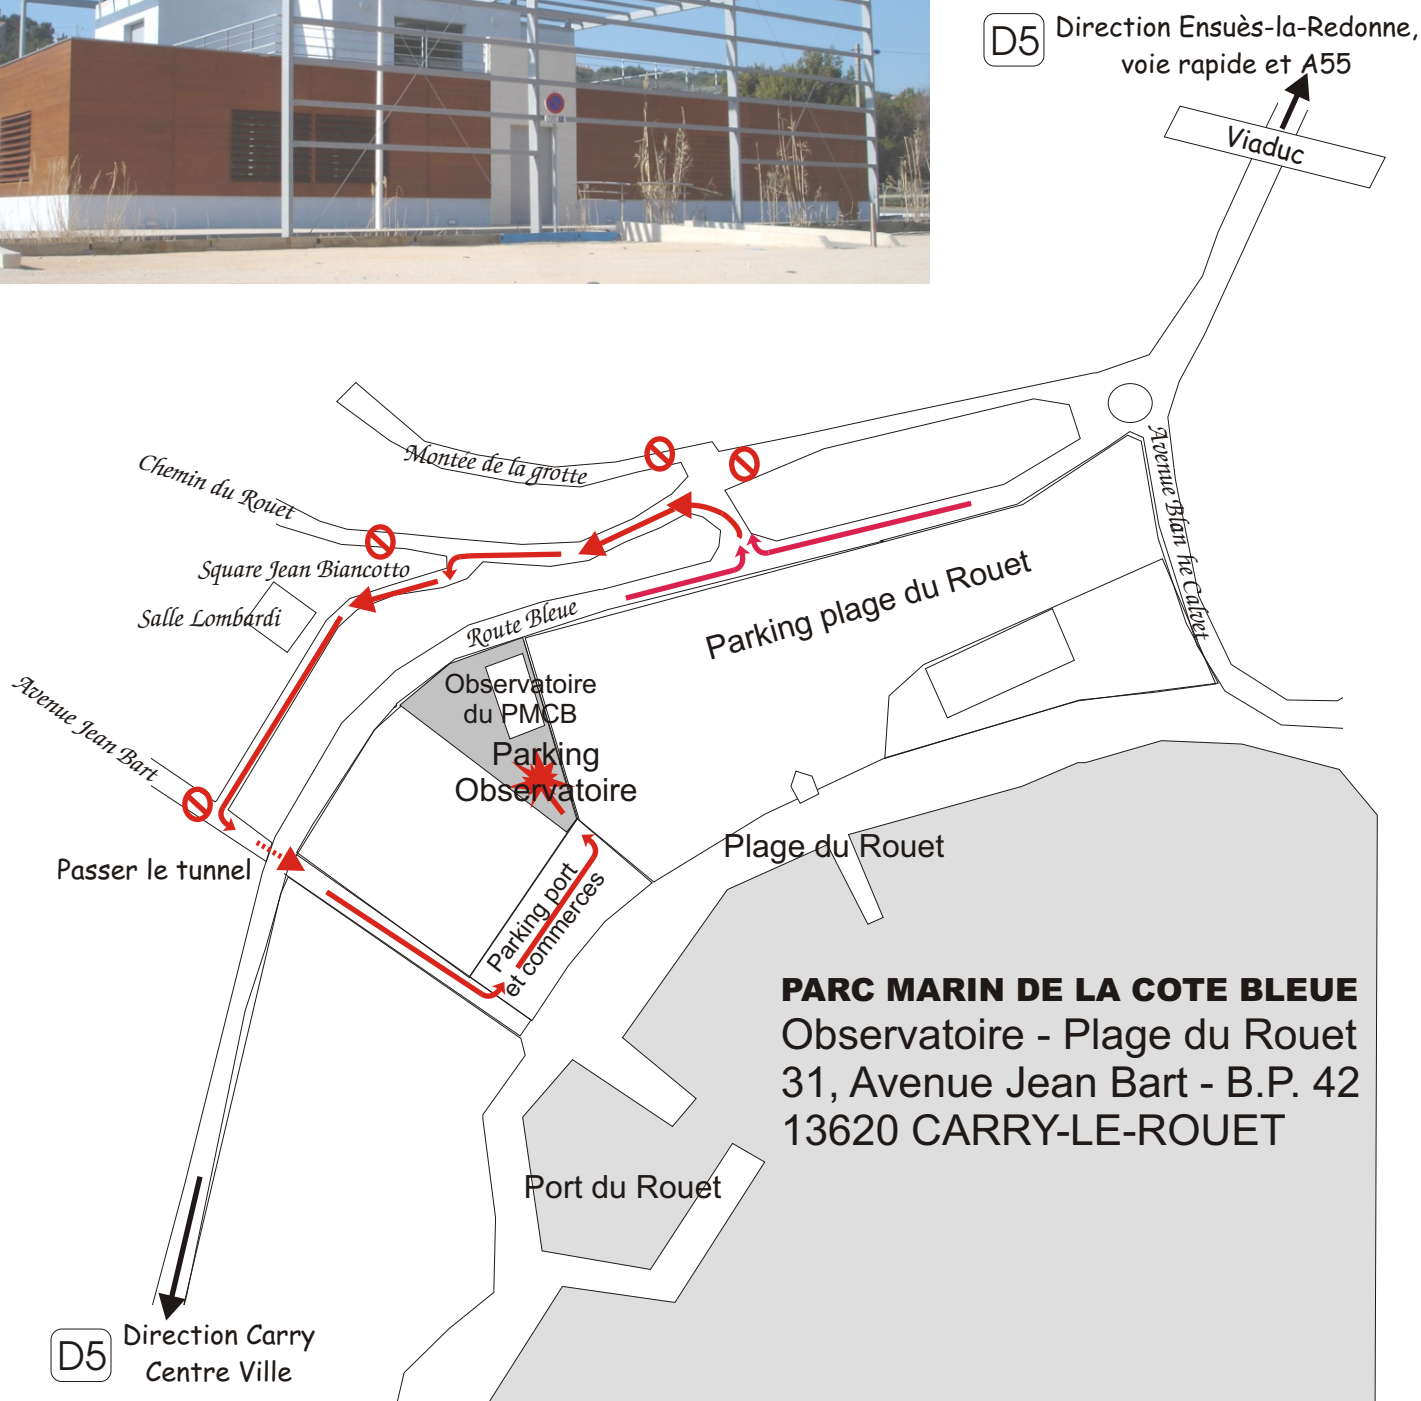 D5
Direction Ensuès-la-Redonne,
voie rapide et A55
Viaduc
Montée de la grotte
Chemin du Rouet
Avenue Blan he Calvet
Square Jean Biancotto
Salle Lombardi
Route Bleue
Parking plage du Rouet
Avenue Jean Bart
Observatoire
du PMCB
Parking
Observatoire
Passer le tunnel
Plage du Rouet
Parking port
et commerces
PARC MARIN DE LA COTE BLEUE
Observatoire - Plage du Rouet
31, Avenue Jean Bart - B.P. 42
13620 CARRY-LE-ROUET
Port du Rouet
D5
Direction Carry
Centre Ville